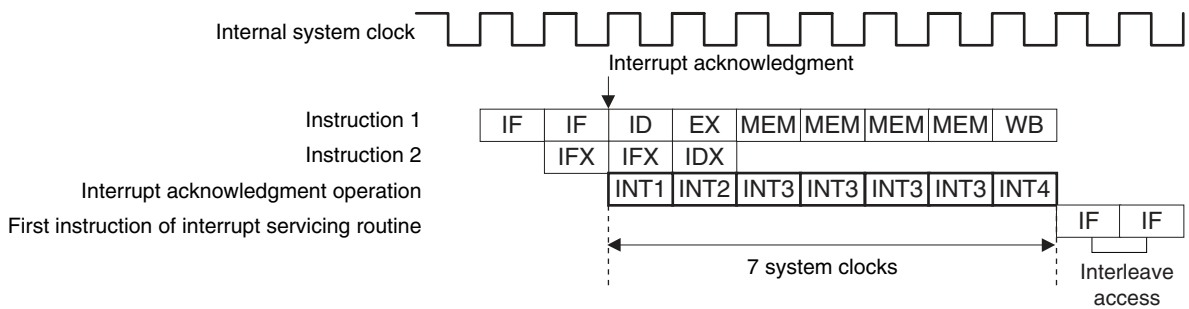 Internal system clock
Interrupt acknowledgment
Instruction 1 IF IF ID EX MEM MEM MEM MEM WB
Instruction 2 IFX IFX IDX
Interrupt acknowledgment operation INT1 INT2 INT3 INT3 INT3 INT3 INT4
First instruction of interrupt servicing routine IF IF
7 system clocks
Interleave
access